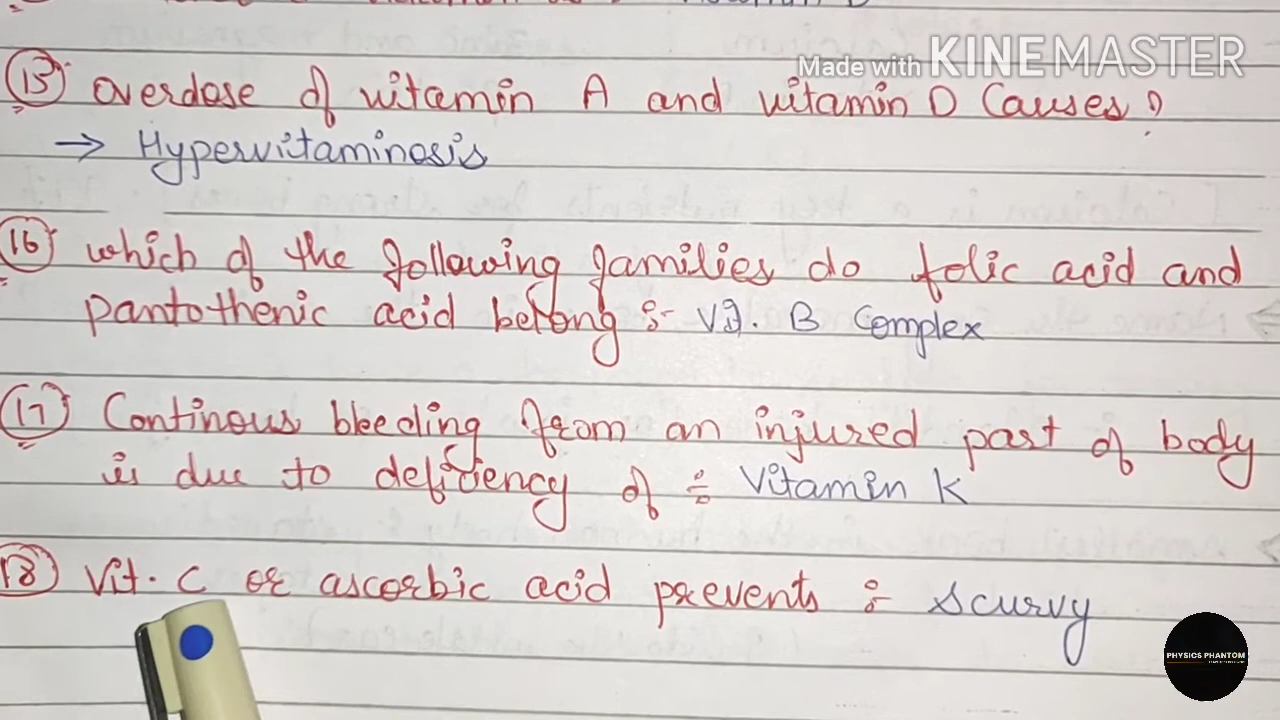 Made with KINEMASTER
(15) Overdose of vitamin A and vitamin D Causes ?
→ Hypervitaminosis
(16) which of the following families do folic acid and
pantothenic acid belong :- Vit. B Complex
(17) Continous bleeding from an injured part of body
is due to deficiency of :- Vitamin K
(18) Vit. C or ascorbic acid prevents :- Scurvy
PHYSICS PHANTOM